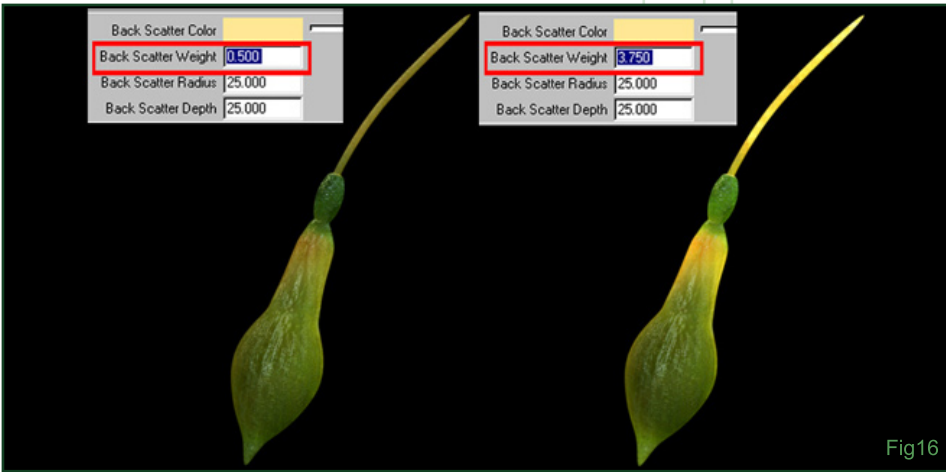 Back Scatter Color
Back Scatter Weight 0.500
Back Scatter Radius 25.000
Back Scatter Depth 25.000
Back Scatter Color
Back Scatter Weight 3.750
Back Scatter Radius 25.000
Back Scatter Depth 25.000
Fig16